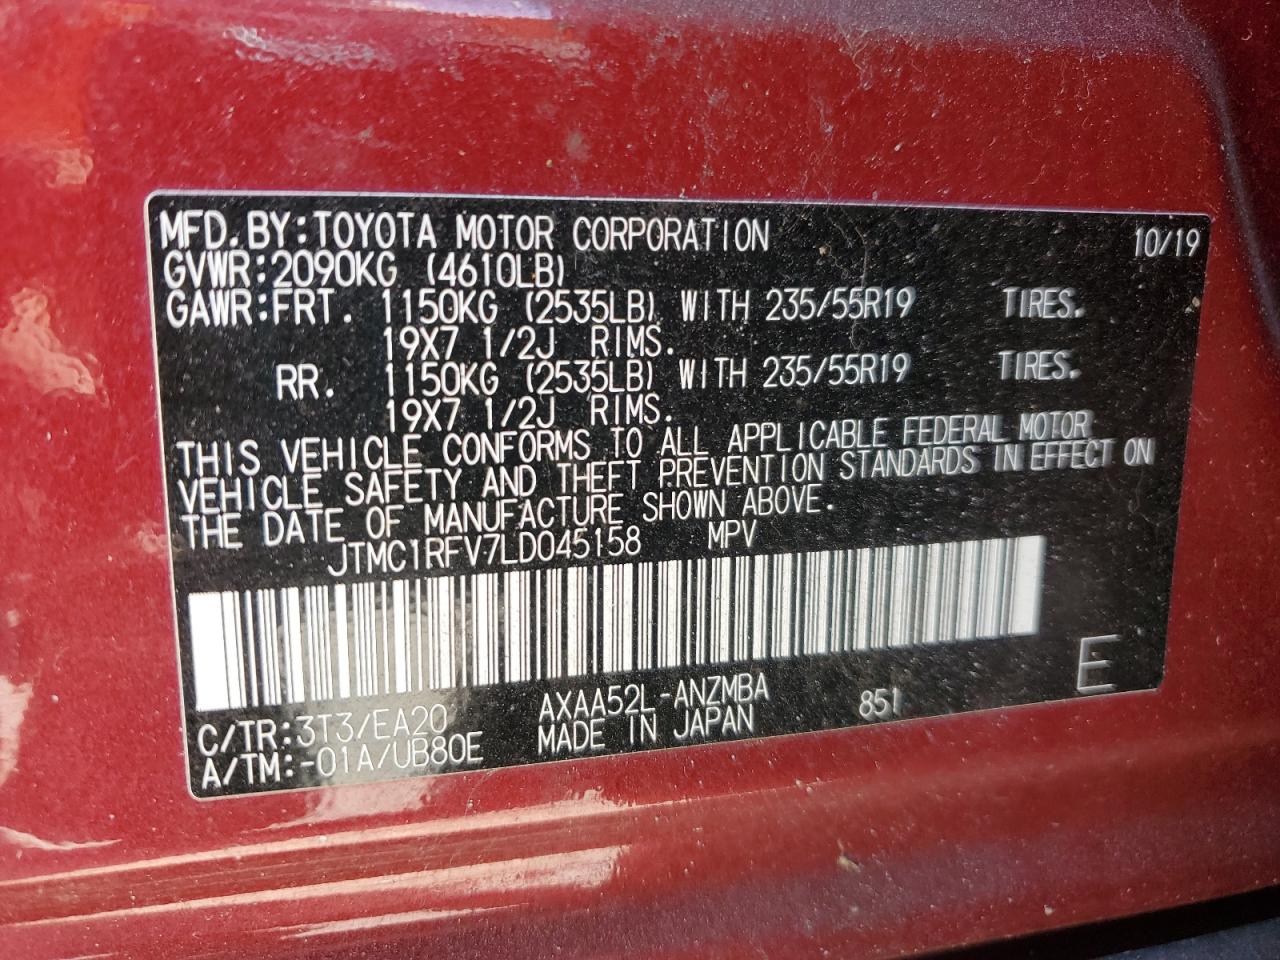 MFD. BY: TOYOTA MOTOR CORPORATION 10/19
GVWR: 2090KG (4610LB)
GAWR: FRT. 1150KG (2535LB) WITH 235/55R19 TIRES.
19X7 1/2J RIMS.
RR. 1150KG (2535LB) WITH 235/55R19 TIRES.
19X7 1/2J RIMS.
THIS VEHICLE CONFORMS TO ALL APPLICABLE FEDERAL MOTOR
VEHICLE SAFETY AND THEFT PREVENTION STANDARDS IN EFFECT ON
THE DATE OF MANUFACTURE SHOWN ABOVE.
JTMC1RFV7LD045158 MPV
C/TR: 3T3/EA20 AXAA52L-ANZMBA 851 E
A/TM: -01A/UB80E MADE IN JAPAN